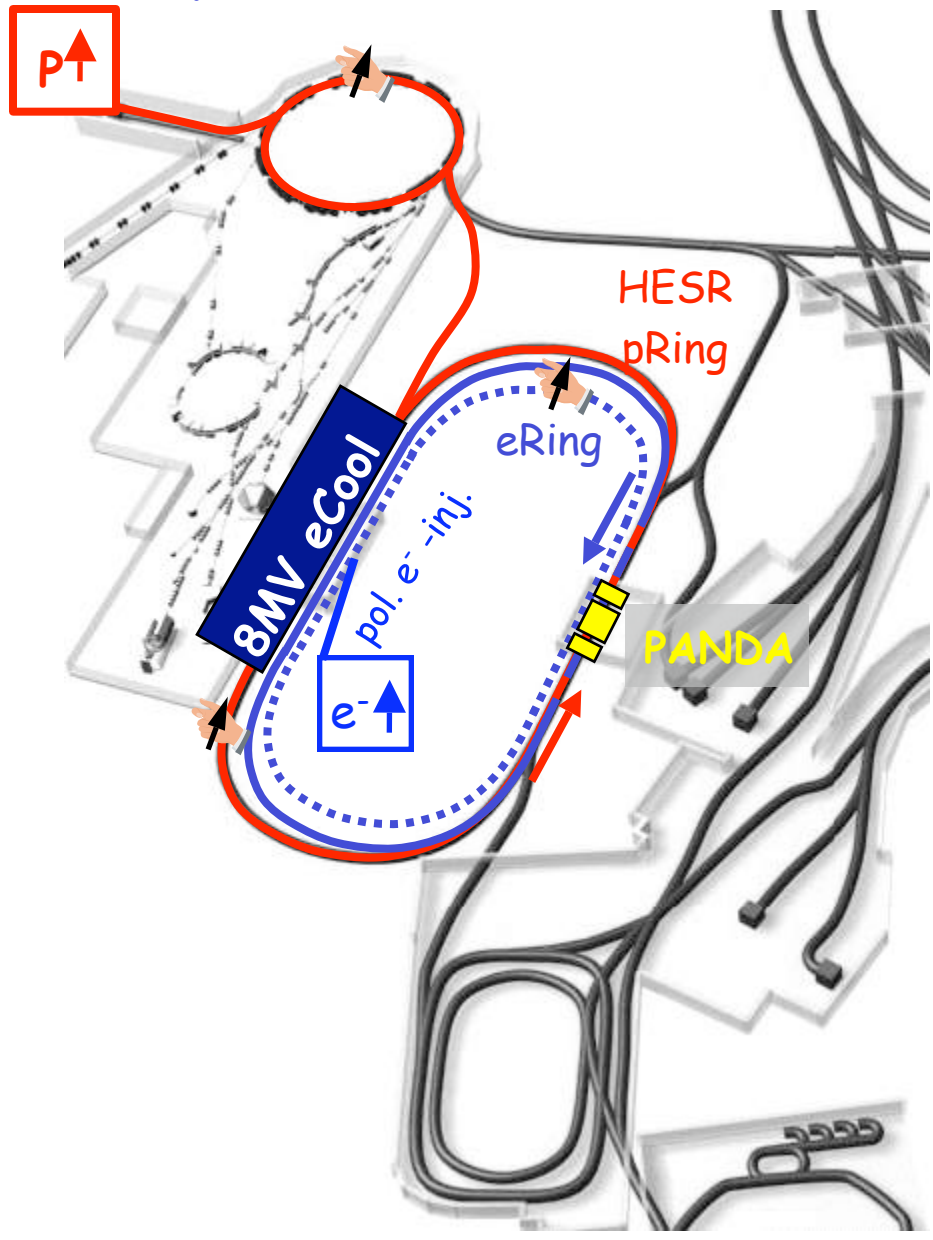 P
HESR
pRing
eRing
8MV eCool
pol. e⁻ -inj.
PANDA
e⁻